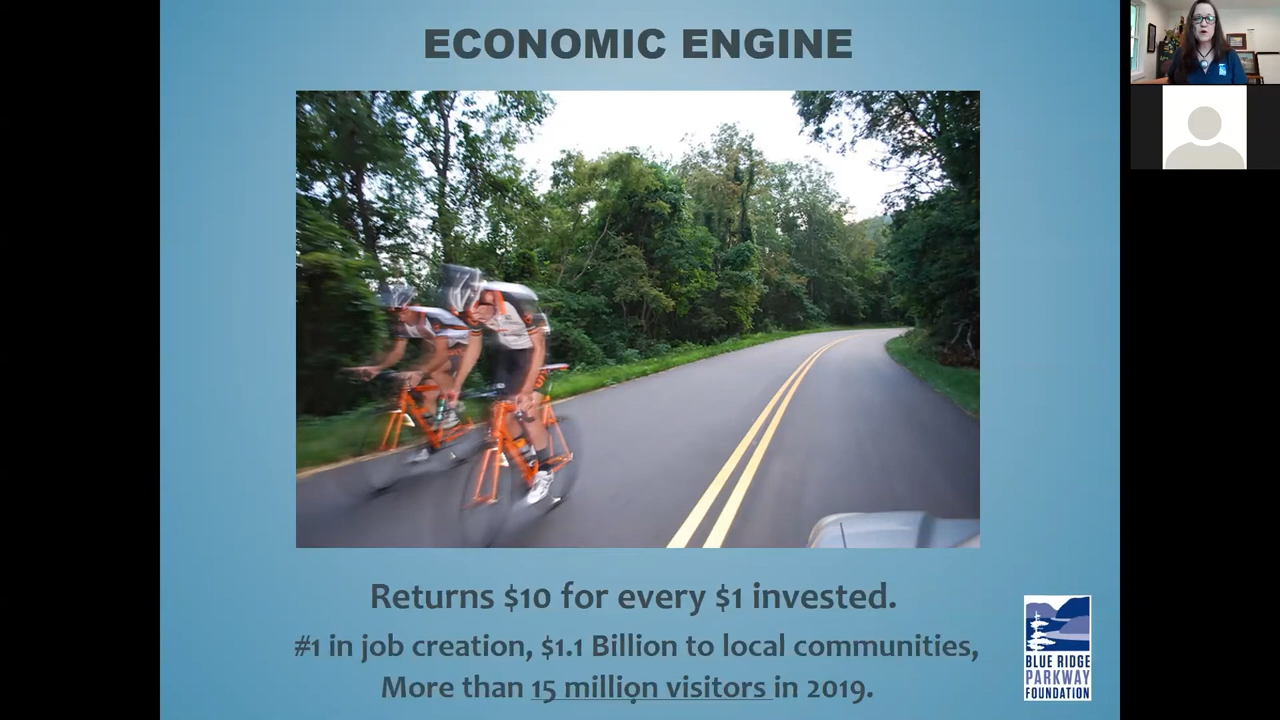 ECONOMIC ENGINE
Returns $10 for every $1 invested.
#1 in job creation, $1.1 Billion to local communities,
More than 15 million visitors in 2019.
BLUE RIDGE
PARKWAY
FOUNDATION